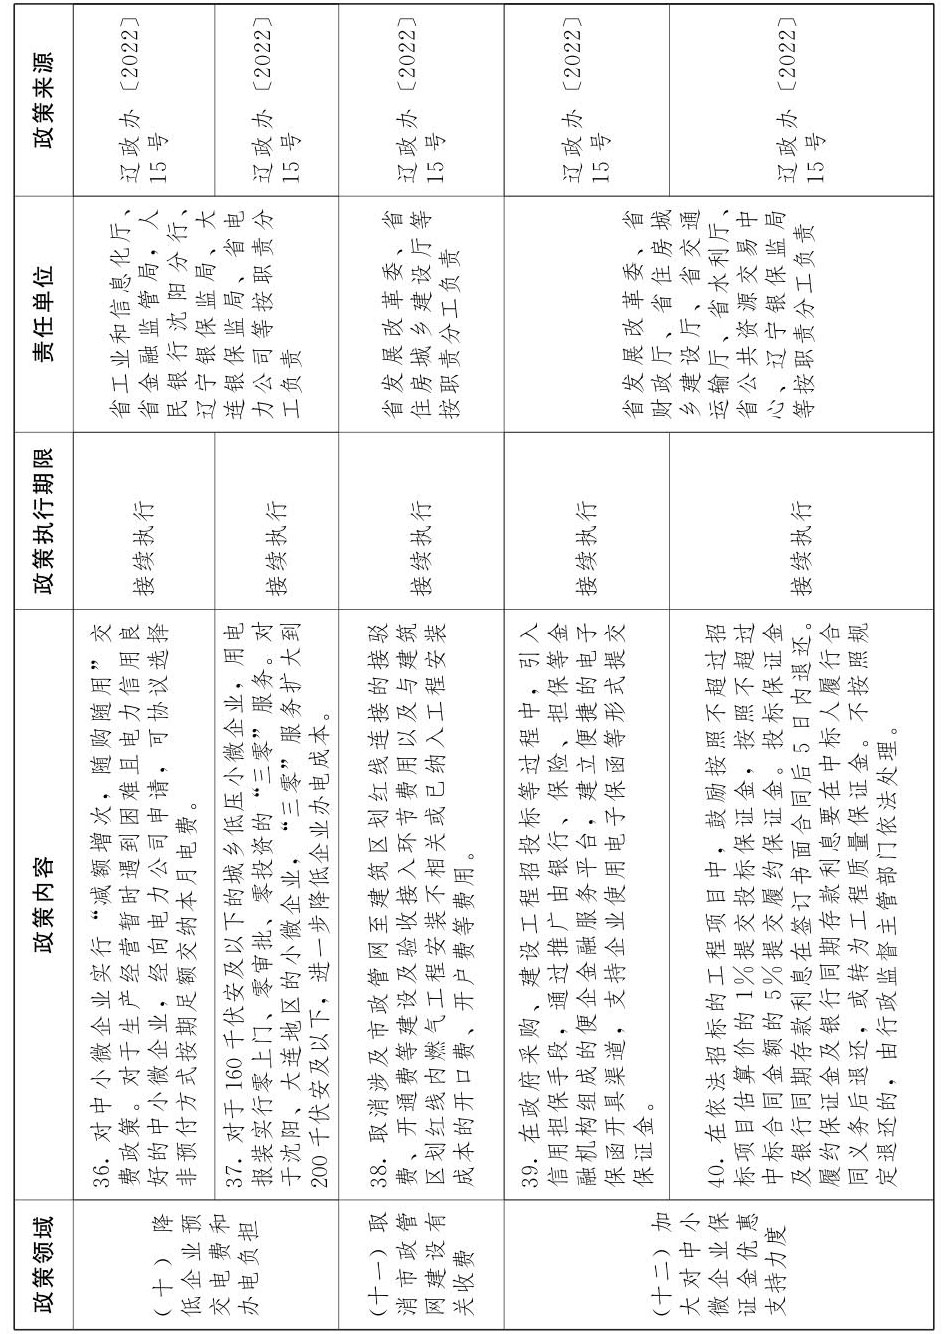 政策领域
政策内容
政策执行期限
责任单位
政策来源
(十) 降
低企业预
交电费和
办电负担
36. 对中小微企业实行“减额增次，随购随用”交
费政策。对于生产经营暂时遇到困难且电力信用良
好的中小微企业，经向电力公司申请，可协议选择
非预付方式按期足额交纳本月电费。
接续执行
省工业和信息化厅、
省金融监管局，人
民银行沈阳分行、
辽宁银保监局、大
连银保监局、省电
力公司等按职责分
工负责
辽政办〔2022〕
15 号
37. 对于 160 千伏安及以下的城乡低压小微企业，用电
报装实行零上门、零审批、零投资的“三零”服务。对
于沈阳、大连地区的小微企业，“三零”服务扩大到
200 千伏安及以下，进一步降低企业办电成本。
接续执行
辽政办〔2022〕
15 号
(十一) 取
消市政管
网建设有
关收费
38. 取消涉及市政管网至建筑区划红线连接的接驳
费、开通费等建设及验收接入环节费用以及与建筑
区划红线内燃气工程安装不相关或已纳入工程安装
成本的开口费、开户费等费用。
接续执行
省发展改革委、省
住房城乡建设厅等
按职责分工负责
辽政办〔2022〕
15 号
(十二) 加
大对中小
微企业保
证金优惠
支持力度
39. 在政府采购、建设工程招投标等过程中，引入
信用担保手段，通过推广由银行、保险、担保等金
融机构组成的便企金融服务平台，建立便捷的电子
保函开具渠道，支持企业使用电子保函等形式提交
保证金。
接续执行
省发展改革委、省
财政厅、省住房城
乡建设厅、省交通
运输厅、省水利厅、
省公共资源交易中
心、辽宁银保监局
等按职责分工负责
辽政办〔2022〕
15 号
40. 在依法招标的工程项目中，鼓励按照不超过招
标项目估算价的 1%提交投标保证金，按照不超过
中标合同金额的 5%提交履约保证金。投标保证金
及银行同期存款利息在签订书面合同后 5 日内退还。
履约保证金及银行同期存款利息要在中标人履行合
同义务后退还，或转为工程质量保证金。不按照规
定退还的，由行政监督主管部门依法处理。
接续执行
辽政办〔2022〕
15 号